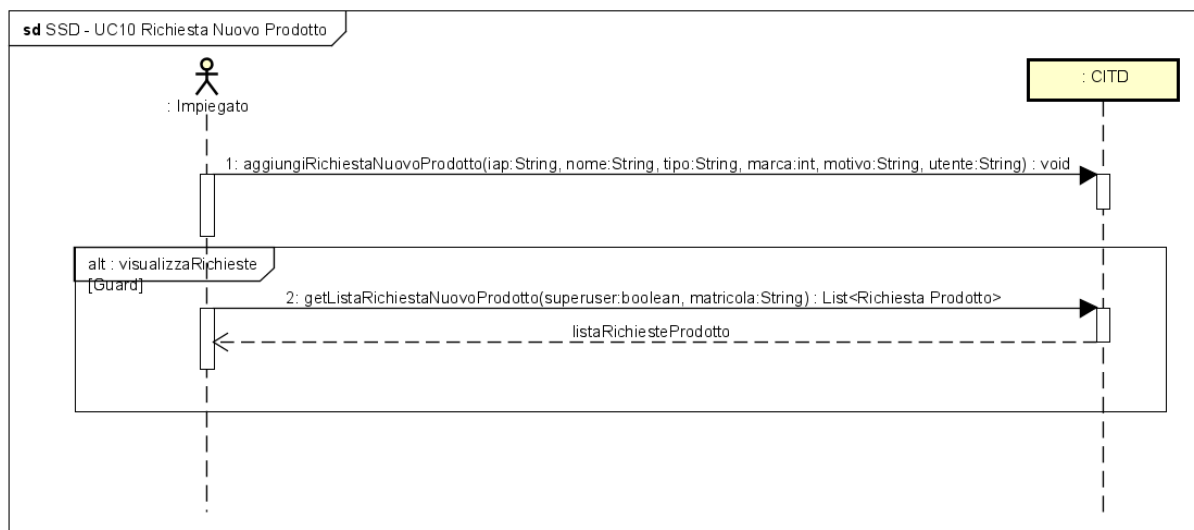 sd SSD - UC10 Richiesta Nuovo Prodotto
: Impiegato
: CITD
1: aggiungiRichiestaNuovoProdotto(iap:String, nome:String, tipo:String, marca:int, motivo:String, utente:String) : void
alt : visualizzaRichieste
[Guard]
2: getListaRichiestaNuovoProdotto(superuser:boolean, matricola:String) : List<Richiesta Prodotto>
listaRichiesteProdotto